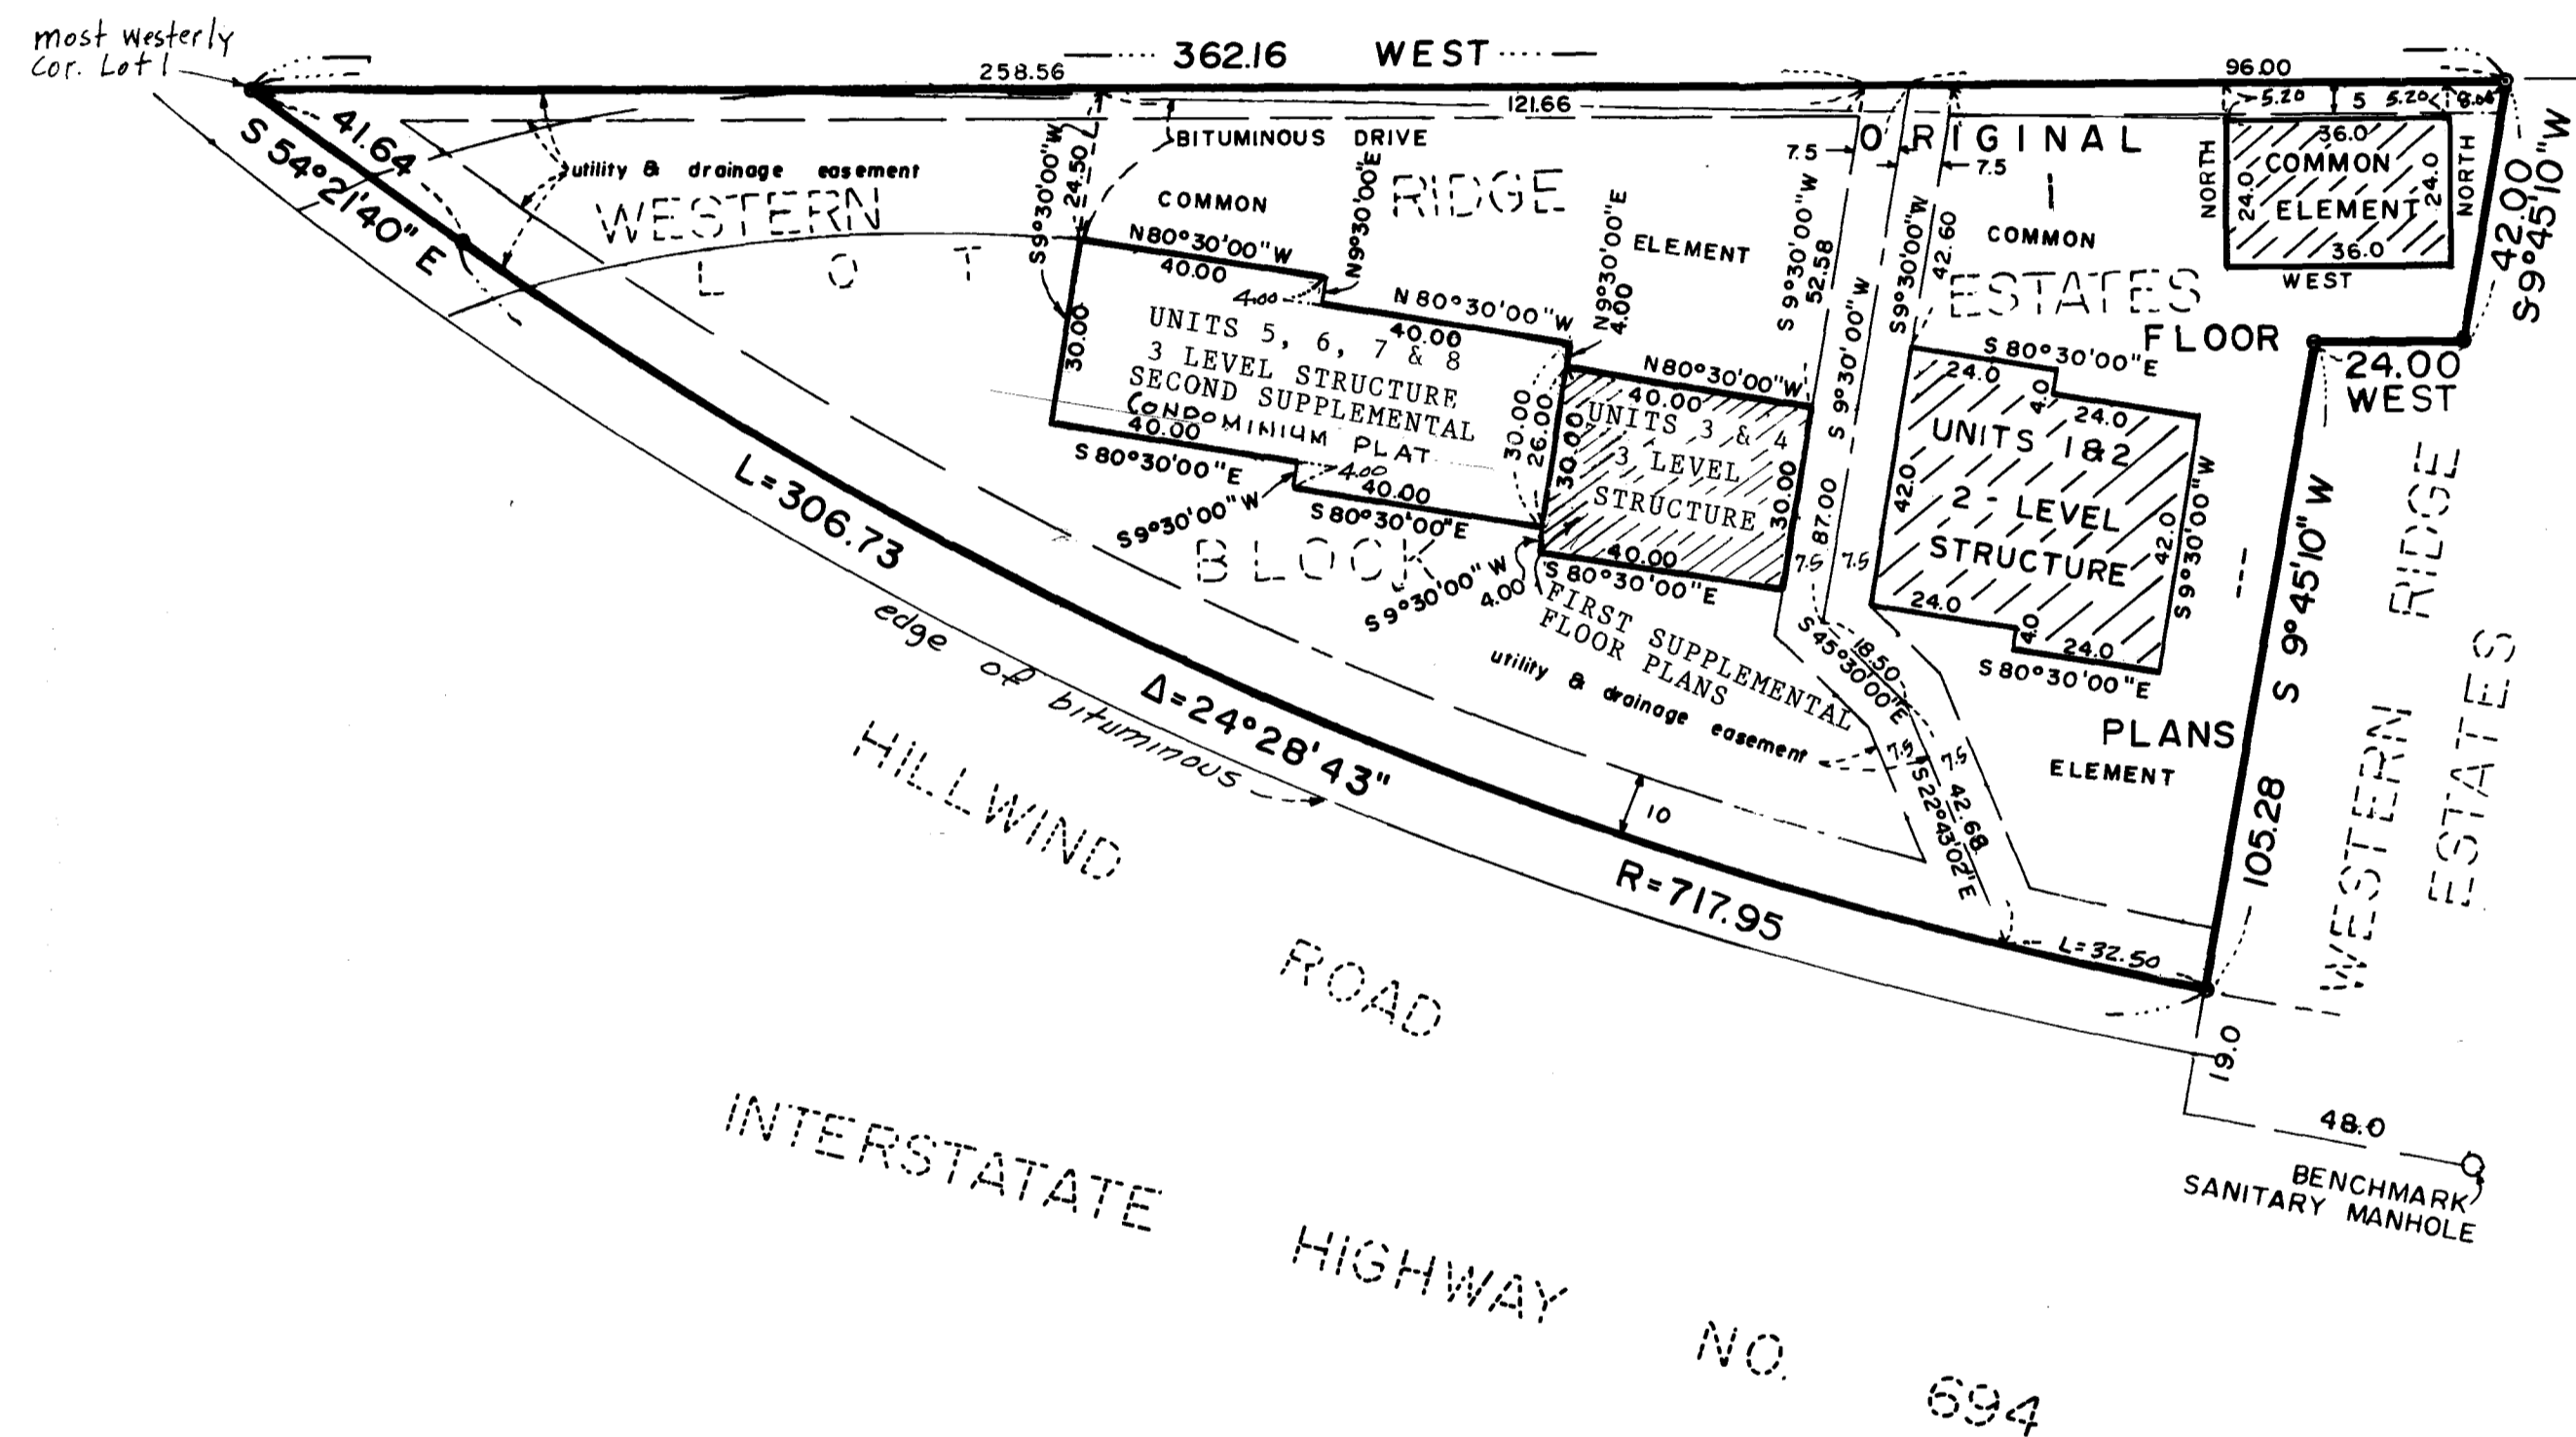 most westerly
cor. Lot 1
362.16 WEST
258.56
121.66
96.00
5.20
5
5.20
8.06
41.64
S 54°21'40" E
utility & drainage easement
WESTERN
RIDGE
ESTATES
LOT
1
BLOCK
1
BITUMINOUS DRIVE
COMMON
ELEMENT
S9°30'00"W
24.50
N80°30'00"W
40.00
N9°30'00"E
4.00
N 80°30'00"W
40.00
N9°30'00"E
4.00
30.00
UNITS 5, 6, 7 & 8
3 LEVEL STRUCTURE
SECOND SUPPLEMENTAL
CONDOMINIUM PLAT
40.00
S 80°30'00"E
4.00
S9°30'00"W
40.00
S 80°30'00"E
30.00
26.00
30.00
N80°30'00"W
40.00
UNITS 3 & 4
3 LEVEL
STRUCTURE
30.00
40.00
S 80°30'00"E
S 9°30'00"W
4.00
FIRST SUPPLEMENTAL
FLOOR PLANS
utility & drainage easement
7.5
7.5
S 9°30'00"W
52.58
S 9°30'00"W
87.00
S9°30'00"W
42.60
7.5
7.5
S 45°30'00"E
18.50
7.5
7.5
S 22°43'02"E
42.68
L=32.50
ORIGINAL
FLOOR
PLANS
COMMON
ELEMENT
NORTH
36.0
24.0
COMMON
ELEMENT
24.0
36.0
NORTH
WEST
S 80°30'00"E
24.0
4.0
24.0
UNITS 1&2
2 - LEVEL
STRUCTURE
42.0
42.0
S 9°30'00"W
24.0
4.0
24.0
S 80°30'00"E
42.00
S9°45'10"W
24.00
WEST
105.28 S 9°45'10" W
WESTERN RIDGE
ESTATES
L=306.73
Δ=24°28'43"
R=717.95
10
edge of bituminous
HILLWIND
ROAD
19.0
48.0
BENCHMARK
SANITARY MANHOLE
INTERSTATATE
HIGHWAY
NO.
694